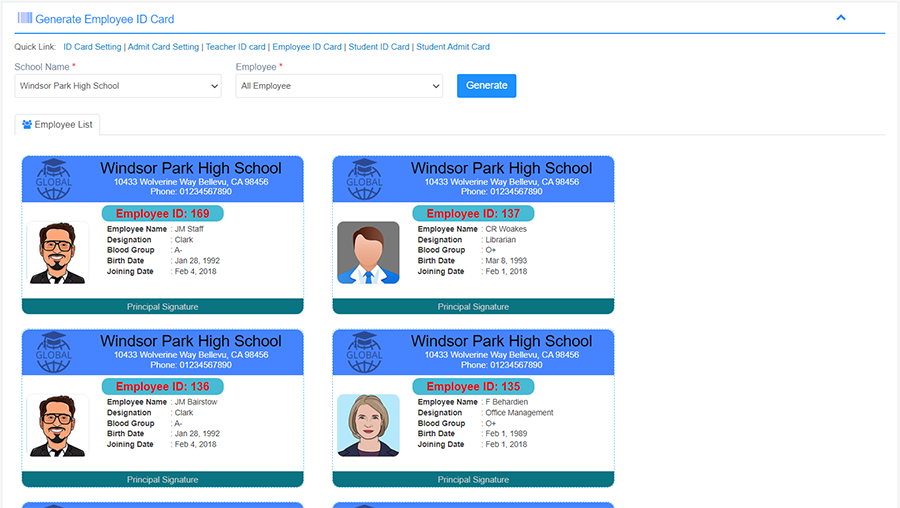 Generate Employee ID Card
Quick Link: ID Card Setting | Admit Card Setting | Teacher ID card | Employee ID Card | Student ID Card | Student Admit Card
School Name * Employee *
Windsor Park High School All Employee Generate
Employee List
GLOBAL
Windsor Park High School
10433 Wolverine Way Bellevu, CA 98456
Phone: 01234567890
Employee ID: 169
Employee Name : JM Staff
Designation : Clark
Blood Group : A-
Birth Date : Jan 28, 1992
Joining Date : Feb 4, 2018
Principal Signature
GLOBAL
Windsor Park High School
10433 Wolverine Way Bellevu, CA 98456
Phone: 01234567890
Employee ID: 137
Employee Name : CR Woakes
Designation : Librarian
Blood Group : O+
Birth Date : Mar 8, 1993
Joining Date : Feb 1, 2018
Principal Signature
GLOBAL
Windsor Park High School
10433 Wolverine Way Bellevu, CA 98456
Phone: 01234567890
Employee ID: 136
Employee Name : JM Bairstow
Designation : Clark
Blood Group : A-
Birth Date : Jan 28, 1992
Joining Date : Feb 4, 2018
Principal Signature
GLOBAL
Windsor Park High School
10433 Wolverine Way Bellevu, CA 98456
Phone: 01234567890
Employee ID: 135
Employee Name : F Behardien
Designation : Office Management
Blood Group : O+
Birth Date : Feb 1, 1989
Joining Date : Feb 1, 2018
Principal Signature